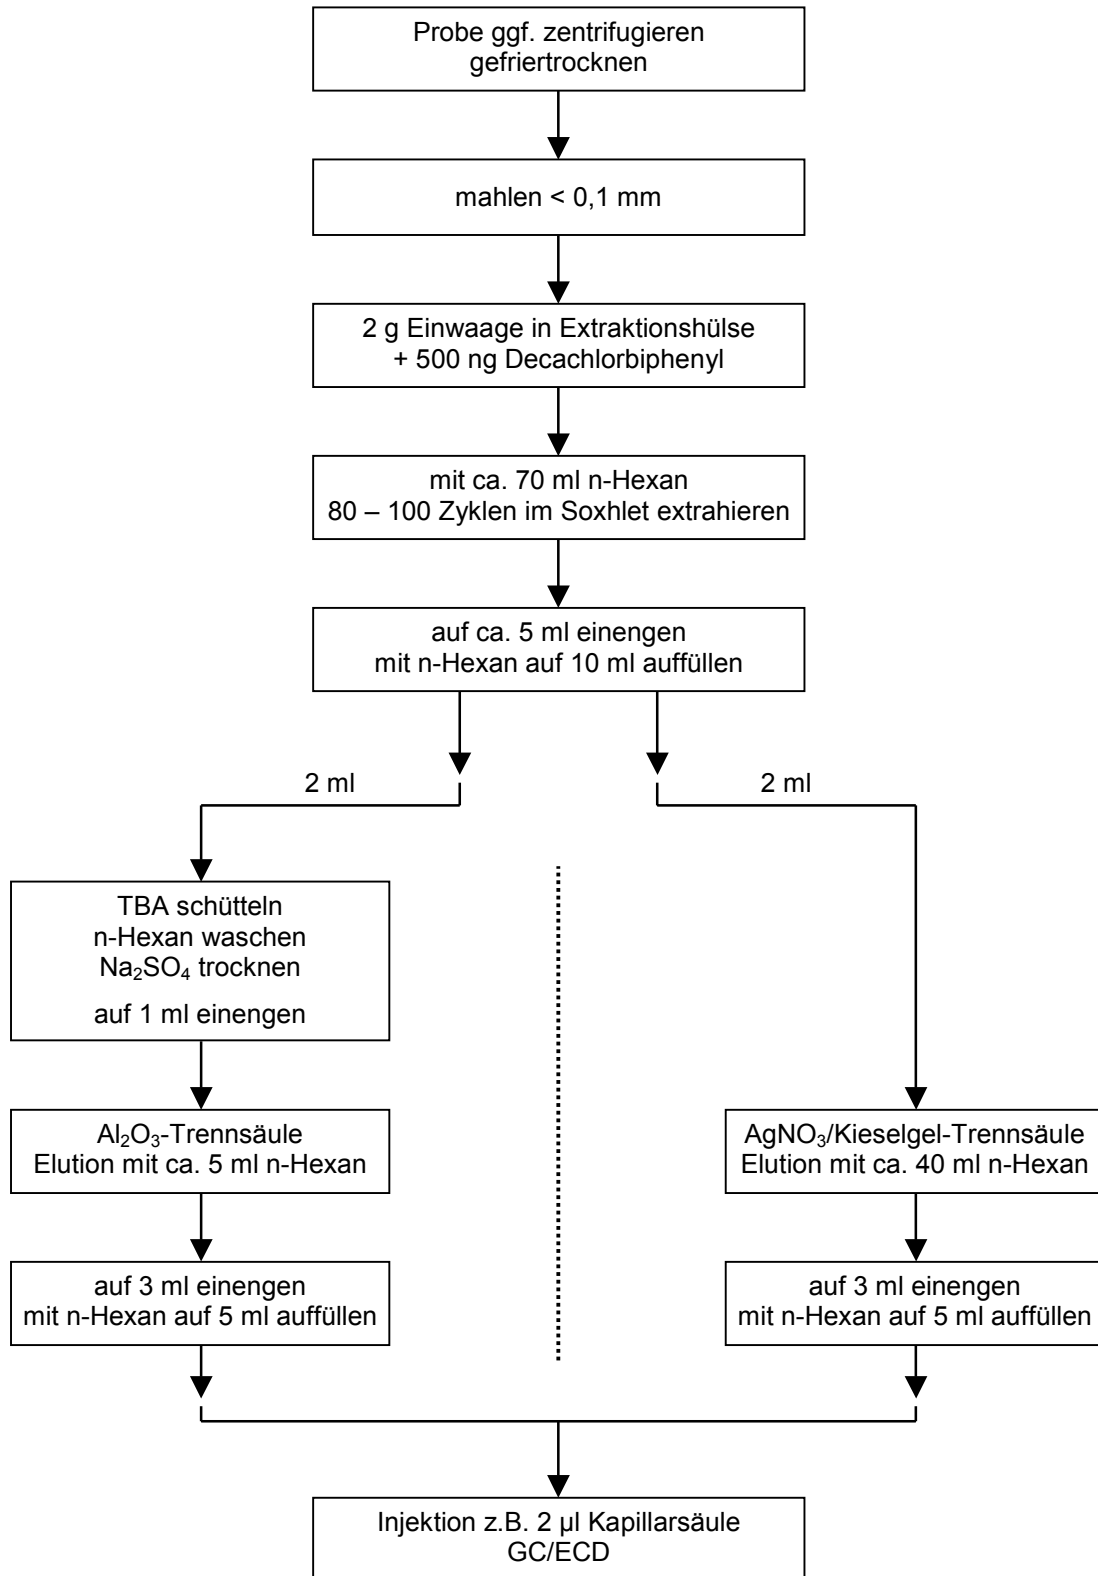 Probe ggf. zentrifugieren
gefriertrocknen
mahlen < 0,1 mm
2 g Einwaage in Extraktionshülse
+ 500 ng Decachlorbiphenyl
mit ca. 70 ml n-Hexan
80 – 100 Zyklen im Soxhlet extrahieren
auf ca. 5 ml einengen
mit n-Hexan auf 10 ml auffüllen
2 ml
2 ml
TBA schütteln
n-Hexan waschen
Na₂SO₄ trocknen
auf 1 ml einengen
Al₂O₃-Trennsäule
Elution mit ca. 5 ml n-Hexan
auf 3 ml einengen
mit n-Hexan auf 5 ml auffüllen
AgNO₃/Kieselgel-Trennsäule
Elution mit ca. 40 ml n-Hexan
auf 3 ml einengen
mit n-Hexan auf 5 ml auffüllen
Injektion z.B. 2 µl Kapillarsäule
GC/ECD